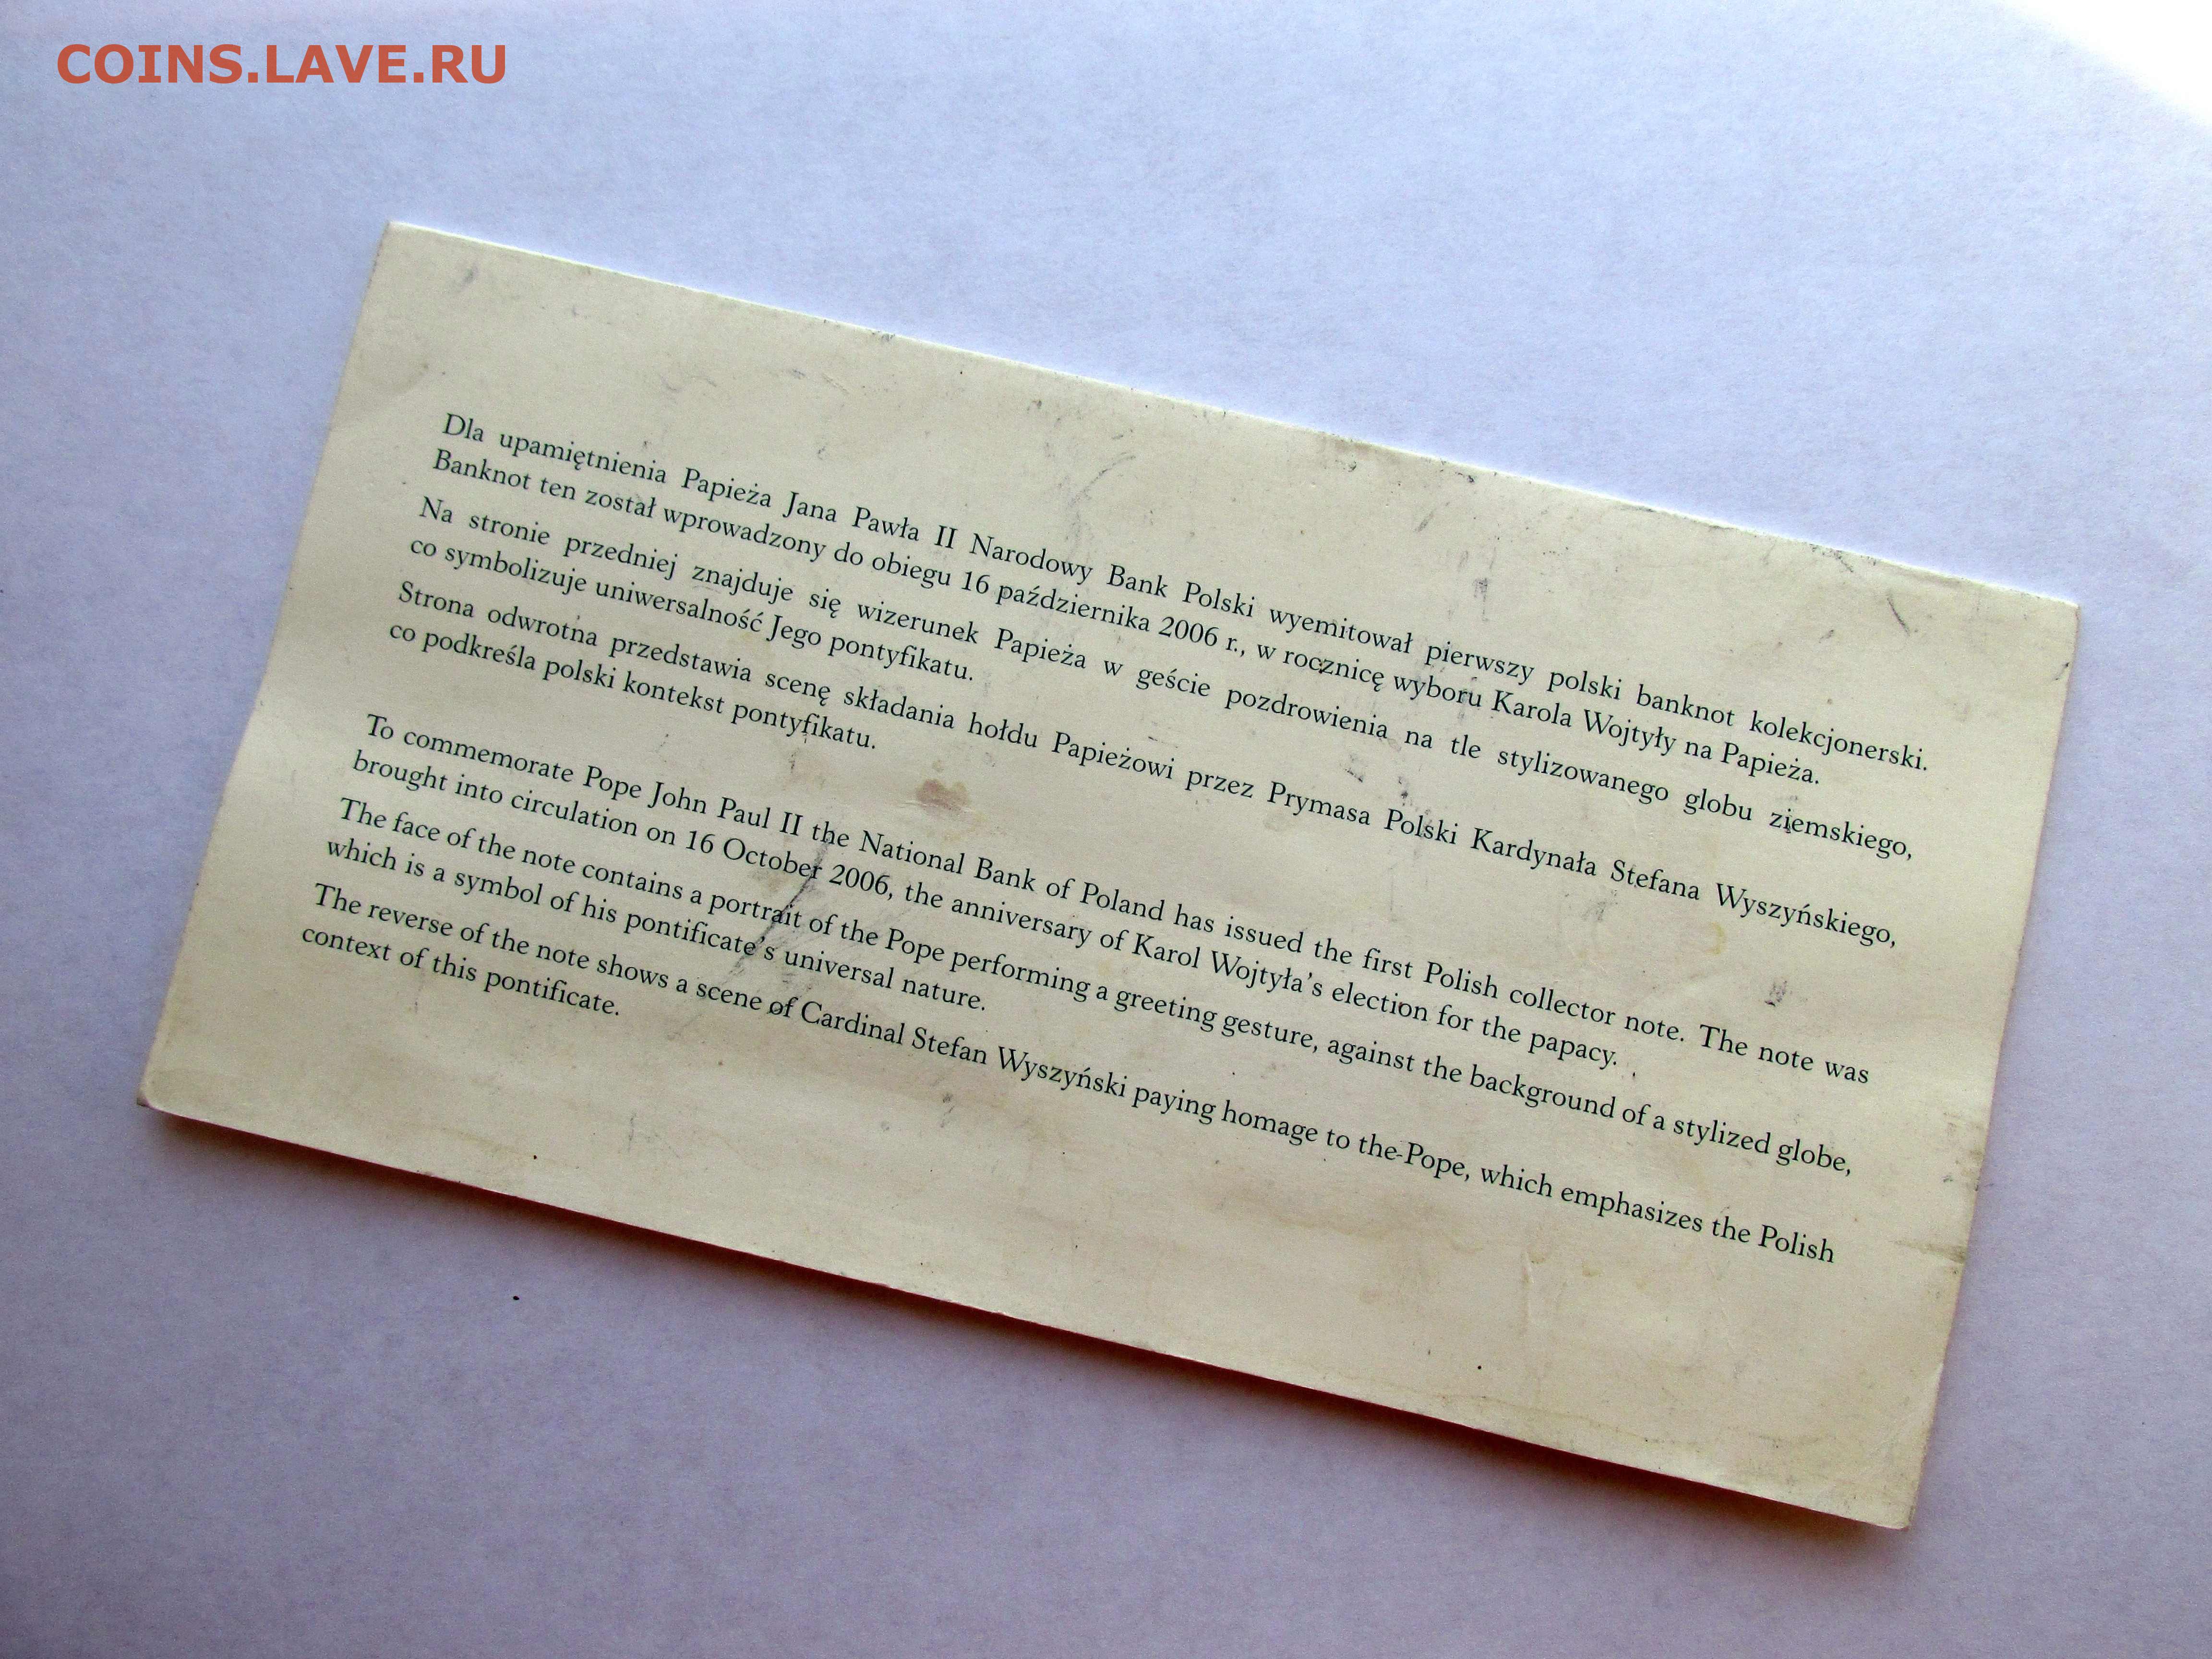 COINS.LAVE.RU
Dla upamiętnienia Papieża Jana Pawła II Narodowy Bank Polski wyemitował pierwszy polski banknot kolekcjonerski.
Banknot ten został wprowadzony do obiegu 16 października 2006 r., w rocznicę wyboru Karola Wojtyły na Papieża.
Na stronie przedniej znajduje się wizerunek Papieża w geście pozdrowienia na tle stylizowanego globu ziemskiego,
co symbolizuje uniwersalność Jego pontyfikatu.
Strona odwrotna przedstawia scenę składania hołdu Papieżowi przez Prymasa Polski Kardynała Stefana Wyszyńskiego,
co podkreśla polski kontekst pontyfikatu.
To commemorate Pope John Paul II the National Bank of Poland has issued the first Polish collector note. The note was
brought into circulation on 16 October 2006, the anniversary of Karol Wojtyła's election for the papacy.
The face of the note contains a portrait of the Pope performing a greeting gesture, against the background of a stylized globe,
which is a symbol of his pontificate's universal nature.
The reverse of the note shows a scene of Cardinal Stefan Wyszyński paying homage to the Pope, which emphasizes the Polish
context of this pontificate.